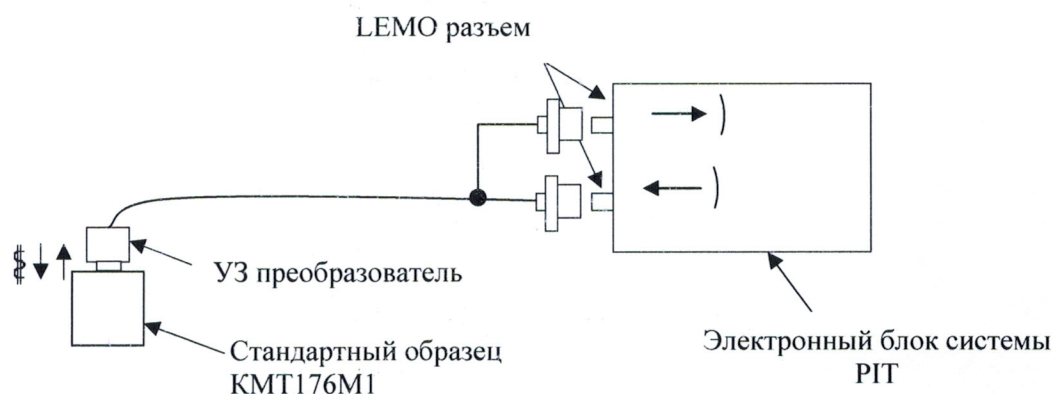 LEMO разъем
УЗ преобразователь
Стандартный образец
КМТ176М1
Электронный блок системы
PIT